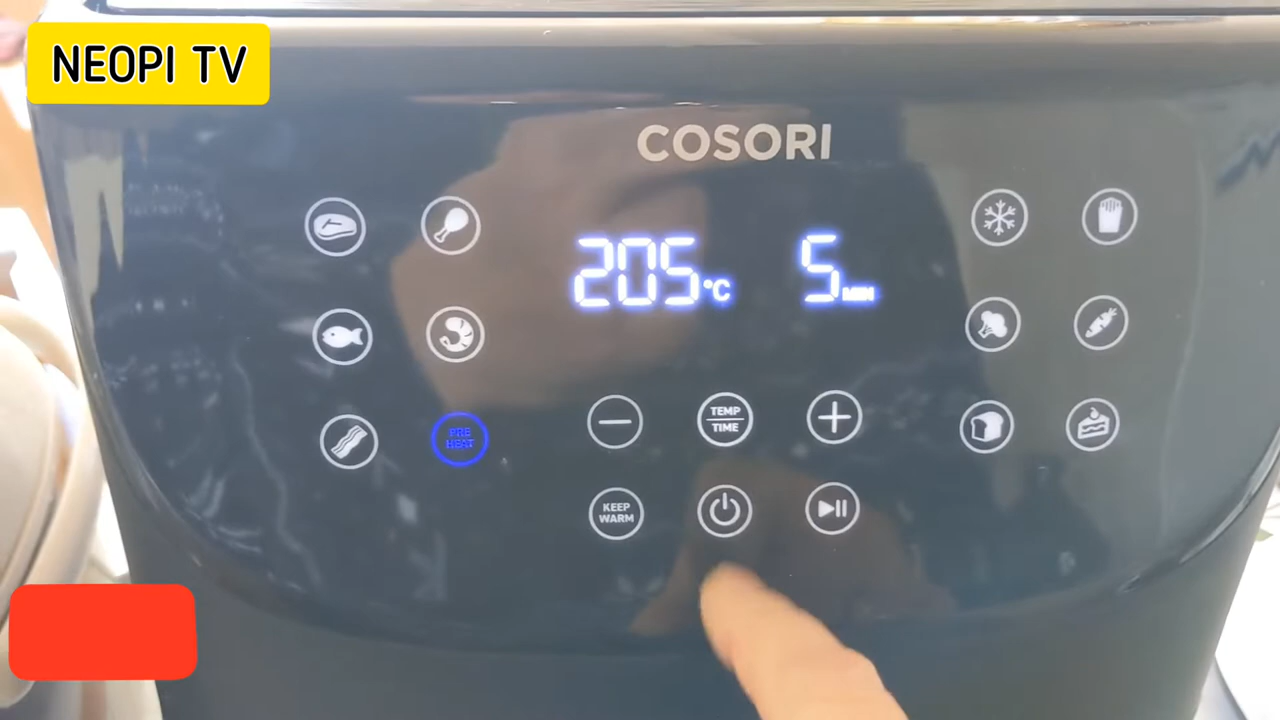 NEOPI TV
COSORI
205°C 5 MIN
PRE
HEAT
TEMP
TIME
KEEP
WARM